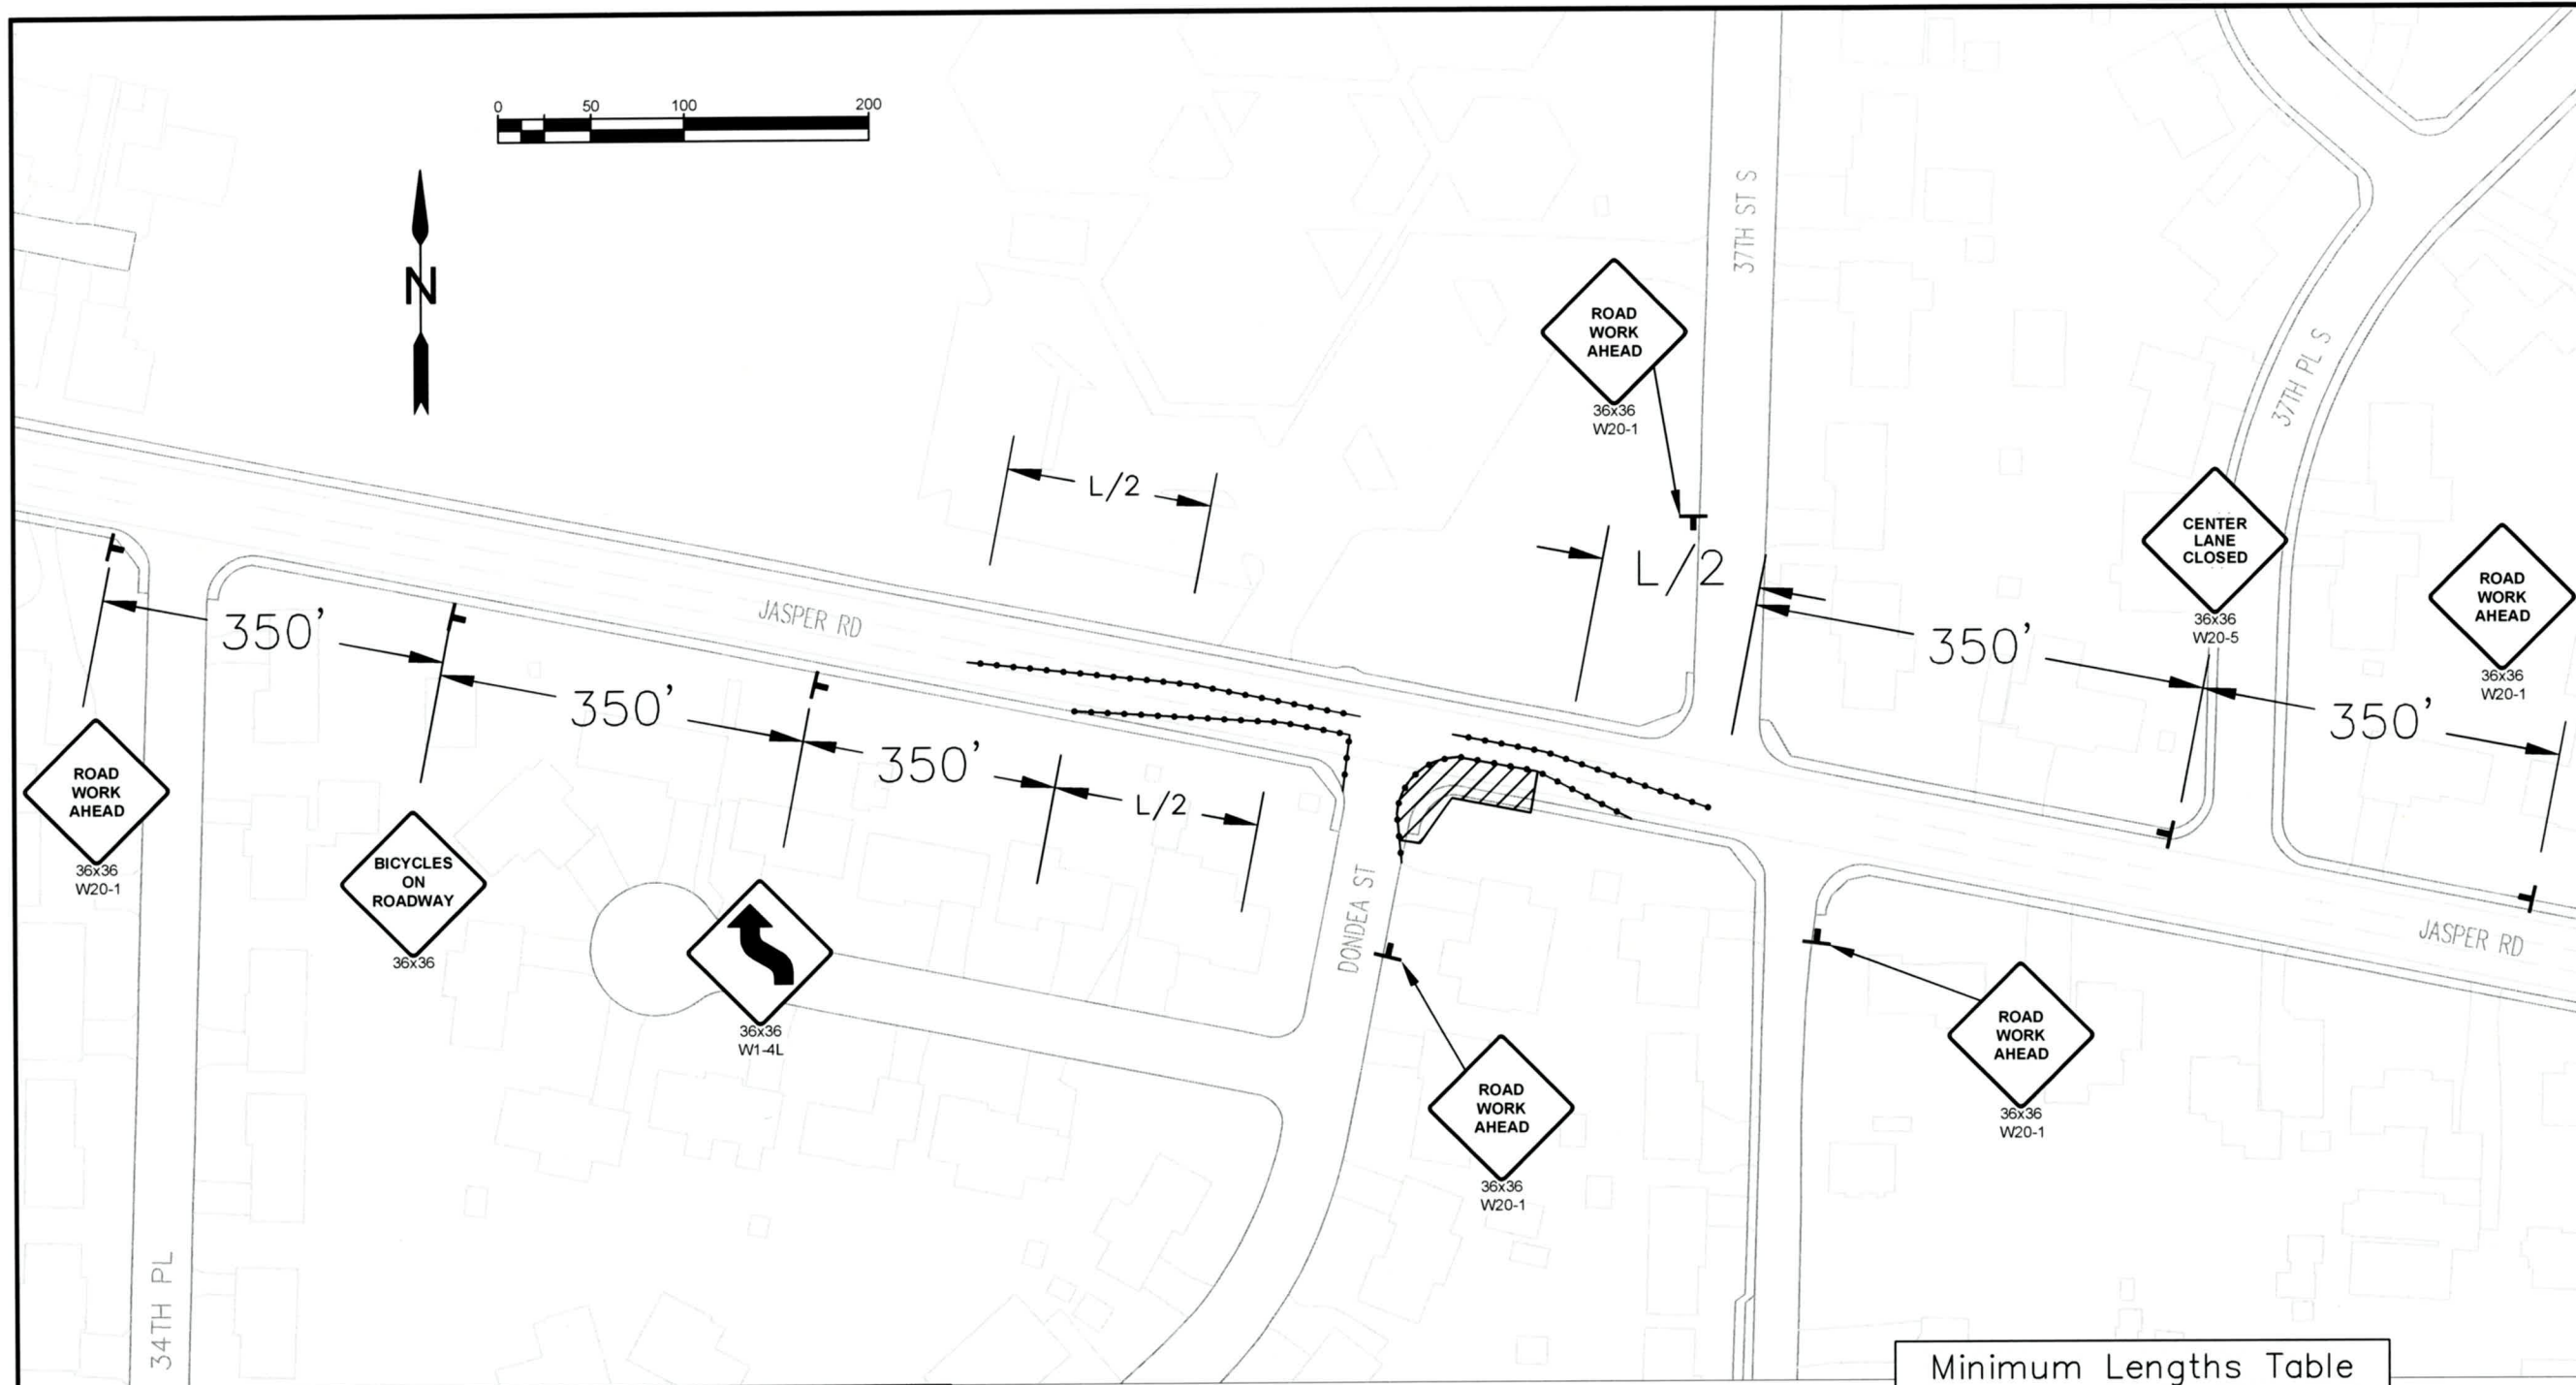 0 50 100 200
N
37TH ST S
ROAD
WORK
AHEAD
36x36
W20-1
37TH PL S
L/2
L/2
CENTER
LANE
CLOSED
36x36
W20-5
ROAD
WORK
AHEAD
36x36
W20-1
JASPER RD
350'
350'
350'
350'
350'
L/2
ROAD
WORK
AHEAD
36x36
W20-1
BICYCLES
ON
ROADWAY
36x36
36x36
W1-4L
DONDEA ST
JASPER RD
ROAD
WORK
AHEAD
36x36
W20-1
ROAD
WORK
AHEAD
36x36
W20-1
34TH PL
Minimum Lengths Table